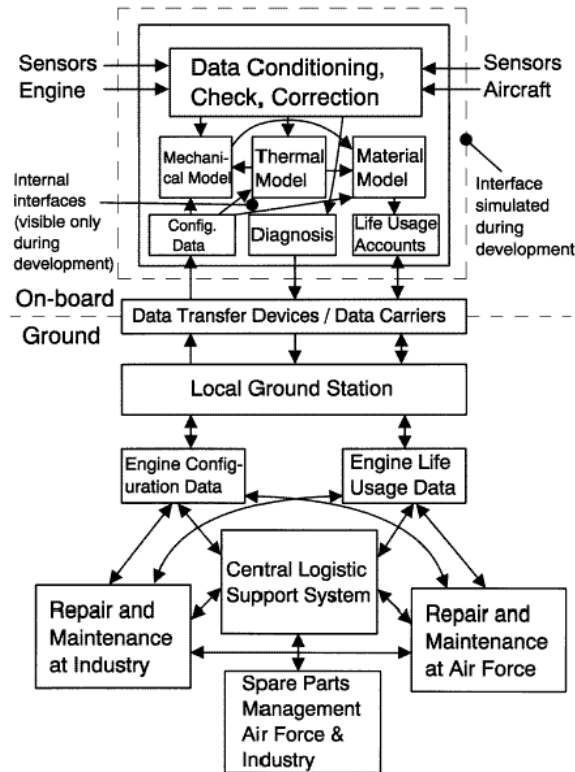 Sensors
Engine
Data Conditioning,
Check, Correction
Sensors
Aircraft
Mechani-
cal Model
Thermal
Model
Material
Model
Internal
interfaces
(visible only
during
development)
Interface
simulated
during
development
Config.
Data
Diagnosis
Life Usage
Accounts
On-board
Data Transfer Devices / Data Carriers
Ground
Local Ground Station
Engine Config-
uration Data
Engine Life
Usage Data
Central Logistic
Support System
Repair and
Maintenance
at Industry
Repair and
Maintenance
at Air Force
Spare Parts
Management
Air Force &
Industry